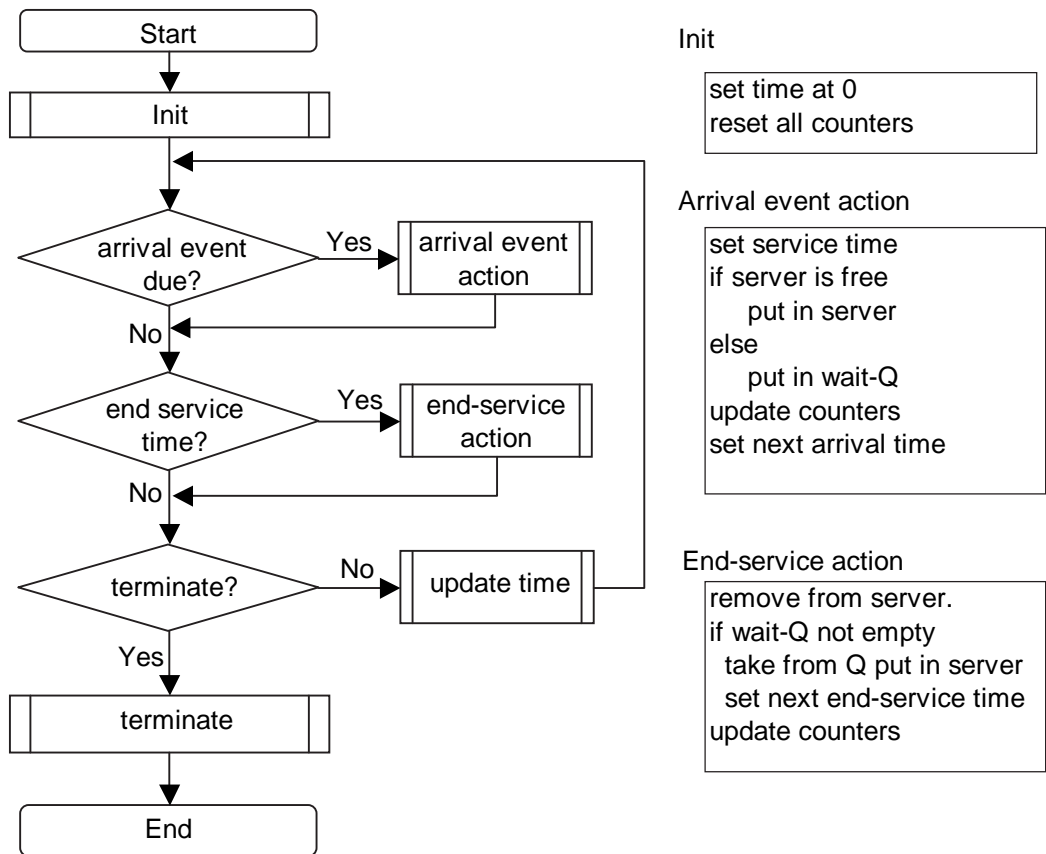 Start
Init
arrival event
due?
Yes
arrival event
action
No
end service
time?
Yes
end-service
action
No
terminate?
No
update time
Yes
terminate
End
Init
set time at 0
reset all counters
Arrival event action
set service time
if server is free
put in server
else
put in wait-Q
update counters
set next arrival time
End-service action
remove from server.
if wait-Q not empty
take from Q put in server
set next end-service time
update counters